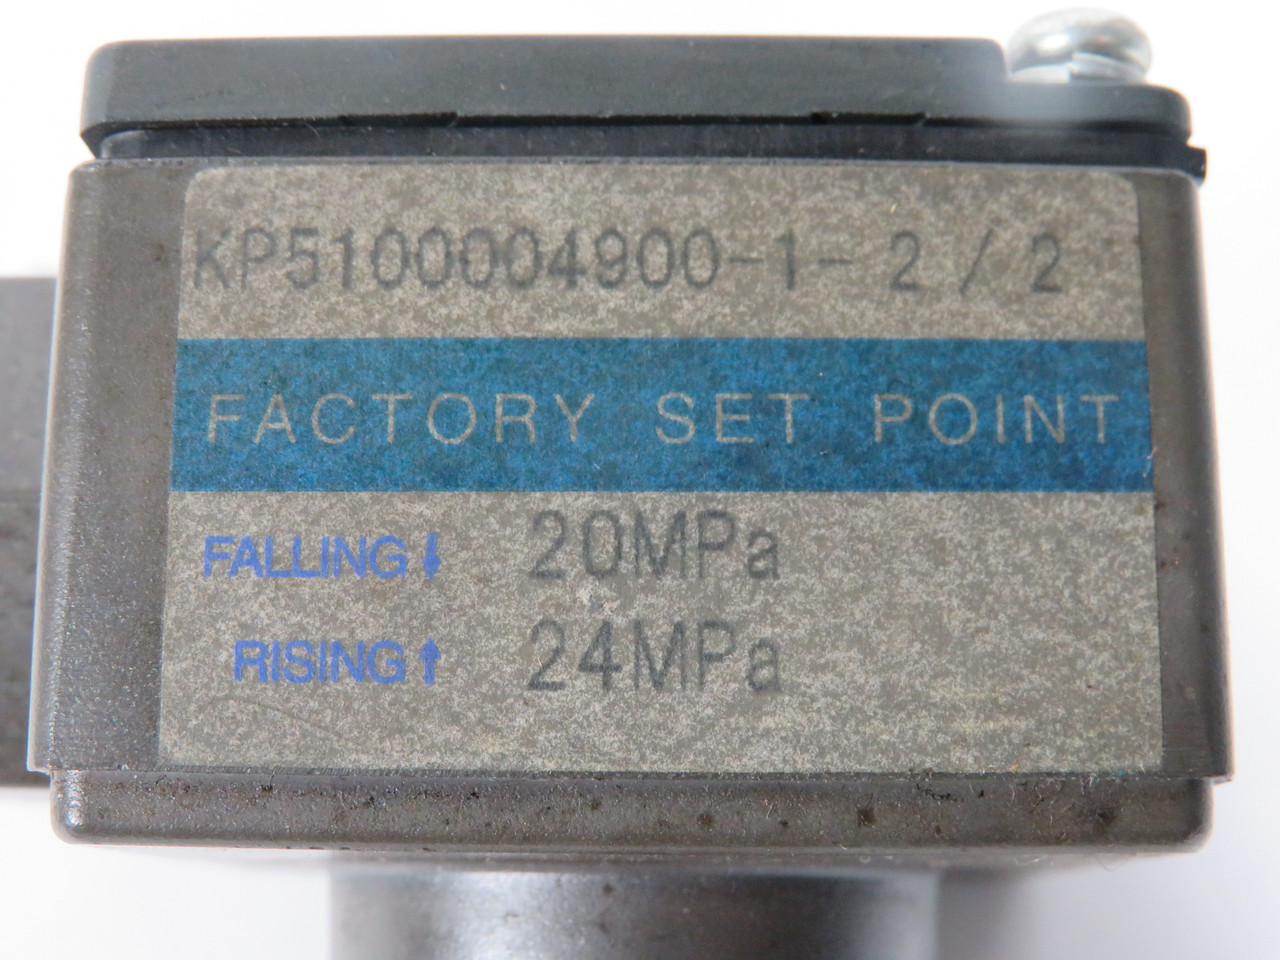 KP5100004900-1- 2 / 2
FACTORY SET POINT
FALLING↓ 20MPa
RISING↑ 24MPa